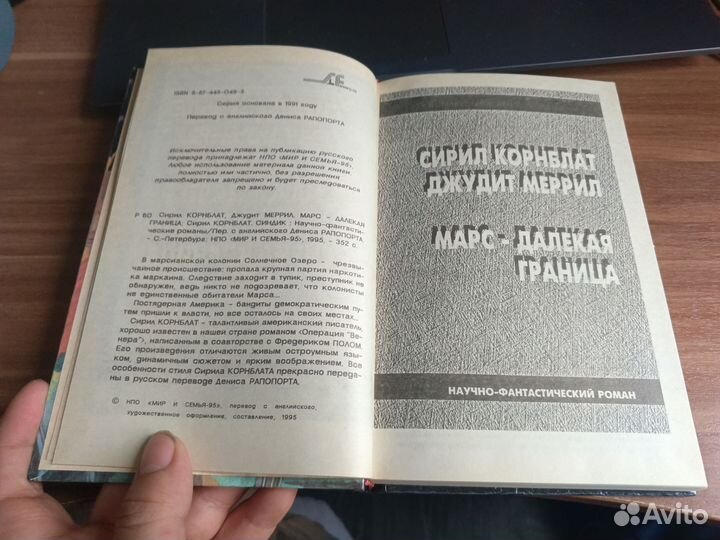 ISBN 5-87-445-049-3
Серия основана в 1991 году
Перевод с английского Дениса РАПОПОРТА
Исключительные права на публикацию русского
перевода принадлежат НПО «МИР И СЕМЬЯ-95».
Любое использование материала данной книги,
полностью или частично, без разрешения
правообладателя запрещено и будет преследоваться
по закону.
Р 60 Сирил КОРНБЛАТ, Джудит МЕРРИЛ. МАРС - ДАЛЕКАЯ
ГРАНИЦА; Сирил КОРНБЛАТ. СИНДИК : Научно-фантасти-
ческие романы/Пер. с английского Дениса РАПОПОРТА
- С.-Петербург: НПО «МИР И СЕМЬЯ-95», 1995, - 352 с.
В марсианской колонии Солнечное Озеро - чрезвы-
чайное происшествие: пропала крупная партия наркоти-
ка маркаина. Следствие заходит в тупик, преступник не
обнаружен, ведь никто не подозревает, что колонисты
не единственные обитатели Марса...
Постядерная Америка - бандиты демократическим пу-
тем пришли к власти, но все осталось на своих местах...
Сирил КОРНБЛАТ - талантливый американский писатель,
хорошо известен в нашей стране романом «Операция "Ве-
нера"», написанным в соавторстве с Фредериком ПОЛОМ.
Его произведения отличаются живым остроумным язы-
ком, динамичным сюжетом и ярким воображением. Все
особенности стиля Сирила КОРНБЛАТА прекрасно переда-
ны в русском переводе Дениса РАПОПОРТА.
© НПО «МИР И СЕМЬЯ-95», перевод с английского,
художественное оформление, составление, 1995
СИРИЛ КОРНБЛАТ
ДЖУДИТ МЕРРИЛ
МАРС - ДАЛЕКАЯ
ГРАНИЦА
НАУЧНО-ФАНТАСТИЧЕСКИЙ РОМАН
Avito